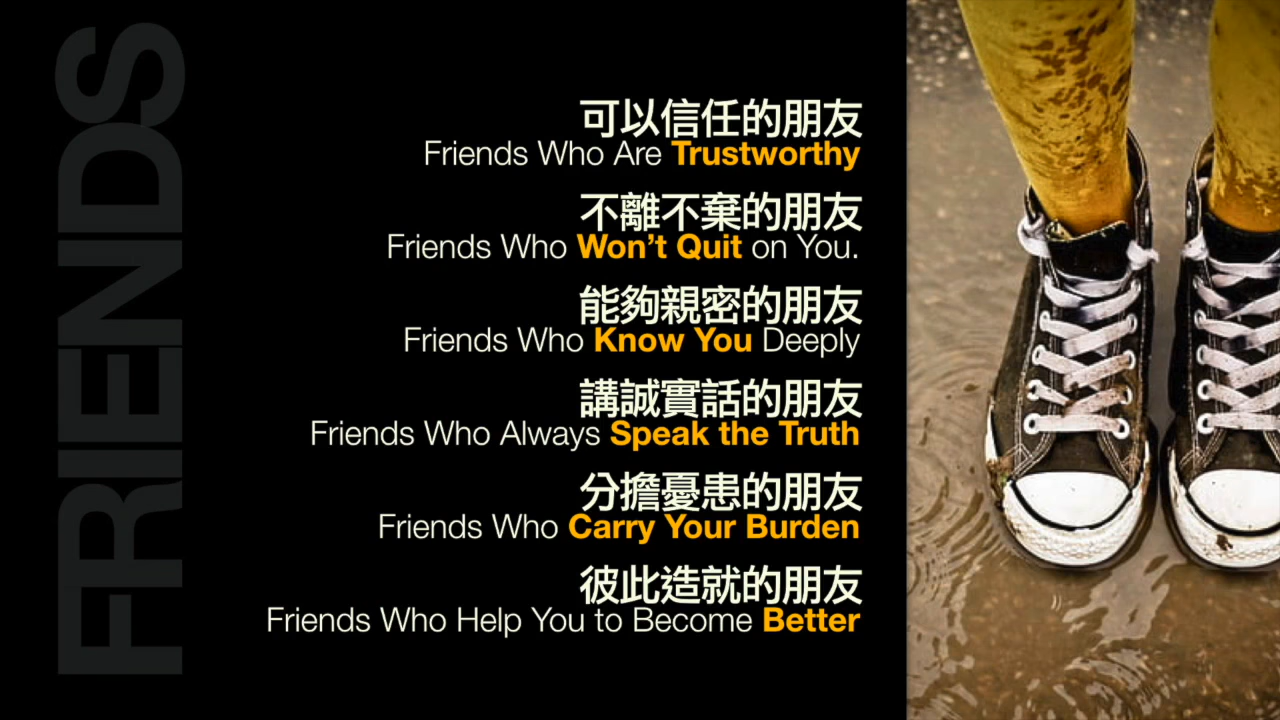 FRIENDS
可以信任的朋友
Friends Who Are Trustworthy
不離不棄的朋友
Friends Who Won’t Quit on You.
能夠親密的朋友
Friends Who Know You Deeply
講誠實話的朋友
Friends Who Always Speak the Truth
分擔憂患的朋友
Friends Who Carry Your Burden
彼此造就的朋友
Friends Who Help You to Become Better